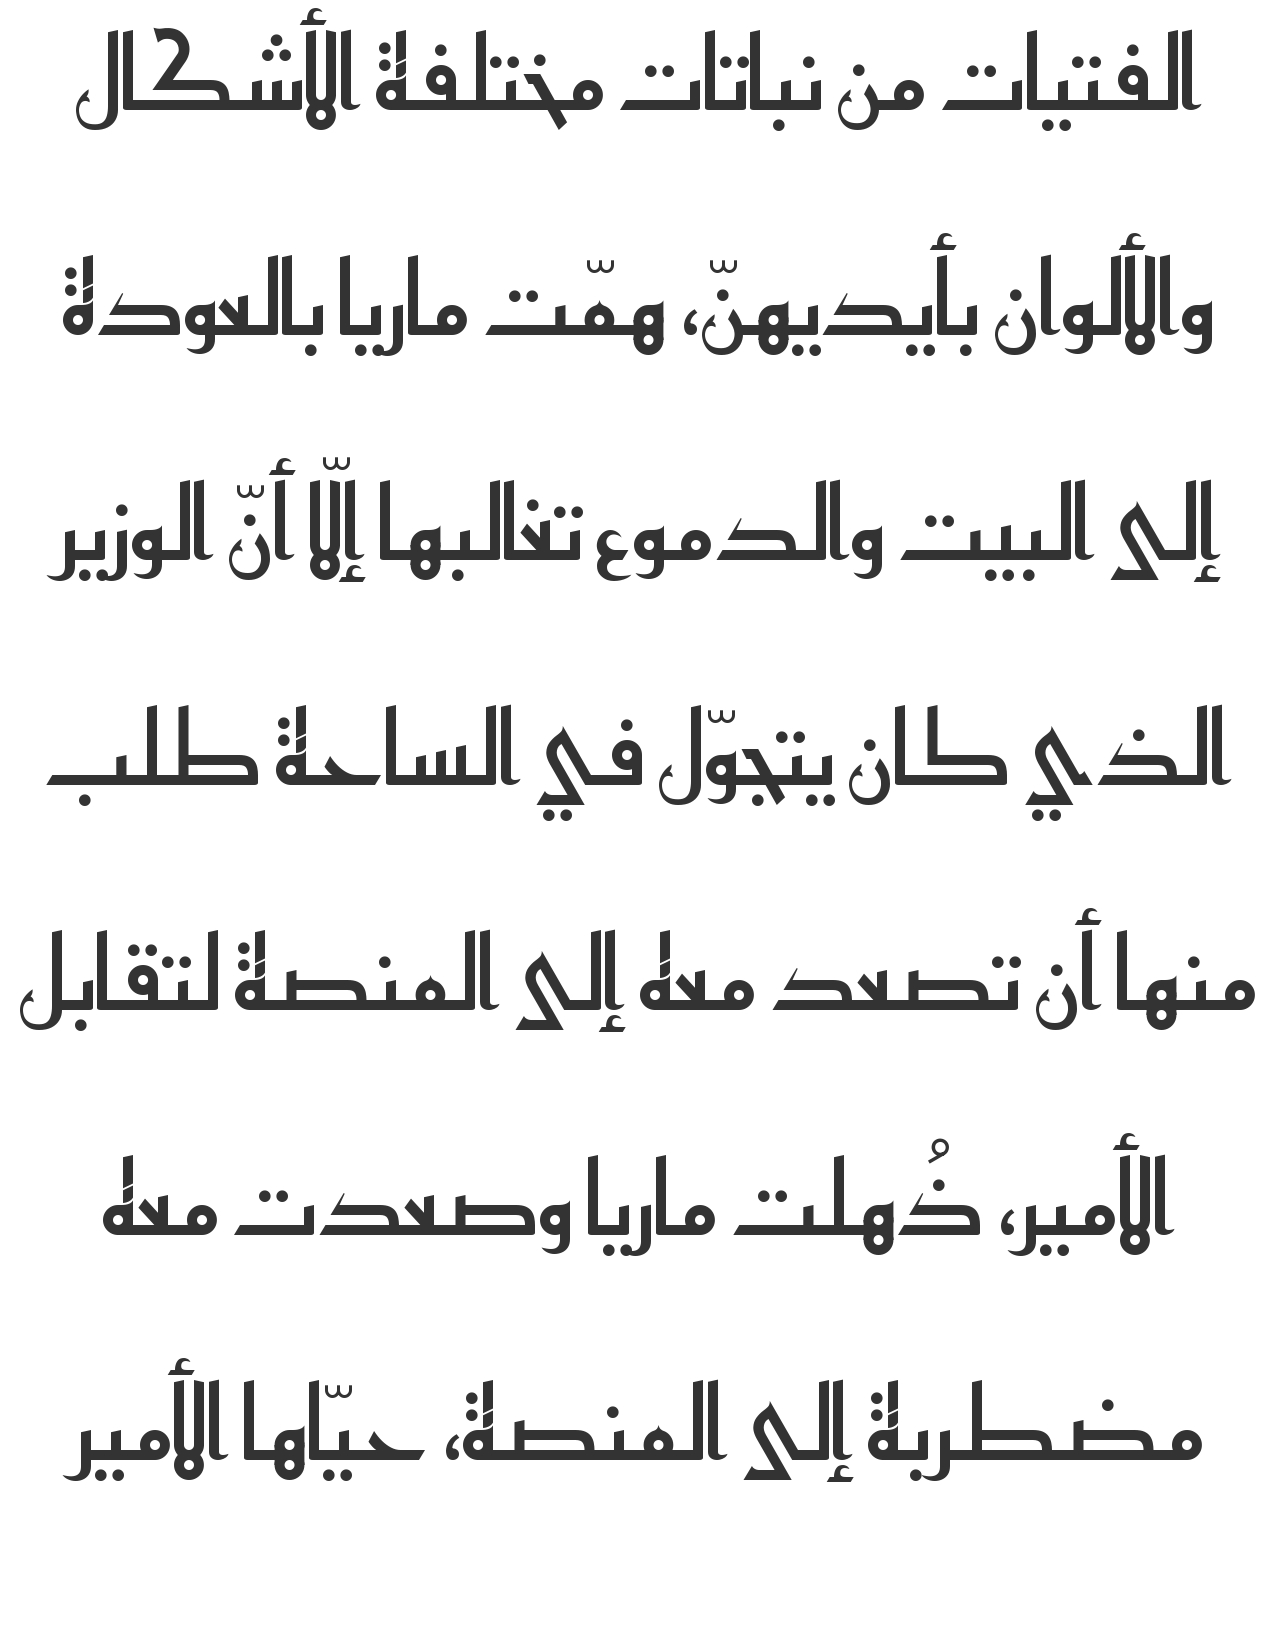 الفتيات من نباتات مختلفة الأشكال
والألوان بأيديهنّ، همّت ماريا بالعودة
إلى البيت والدموع تغالبها إلّا أنّ الوزير
الذي كان يتجوّل في الساحة طلب
منها أن تصعد معه إلى المنصة لتقابل
الأمير، ذُهلت ماريا وصعدت معه
مضطربة إلى المنصة، حيّاها الأمير